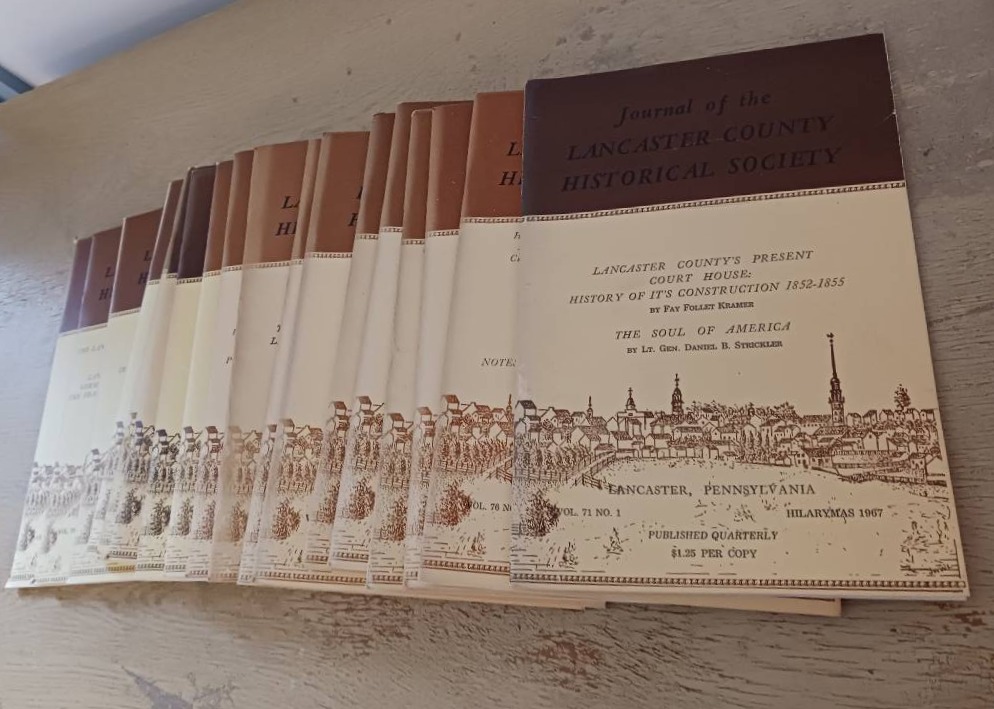 Journal of the
LANCASTER COUNTY
HISTORICAL SOCIETY
LANCASTER COUNTY'S PRESENT
COURT HOUSE:
HISTORY OF IT'S CONSTRUCTION 1852-1855
BY FAY FOLLET KRAMER
THE SOUL OF AMERICA
BY LT. GEN. DANIEL B. STRICKLER
LANCASTER, PENNSYLVANIA
VOL. 71 NO. 1 HILARYMAS 1967
PUBLISHED QUARTERLY
$1.25 PER COPY
NOTES
VOL. 76